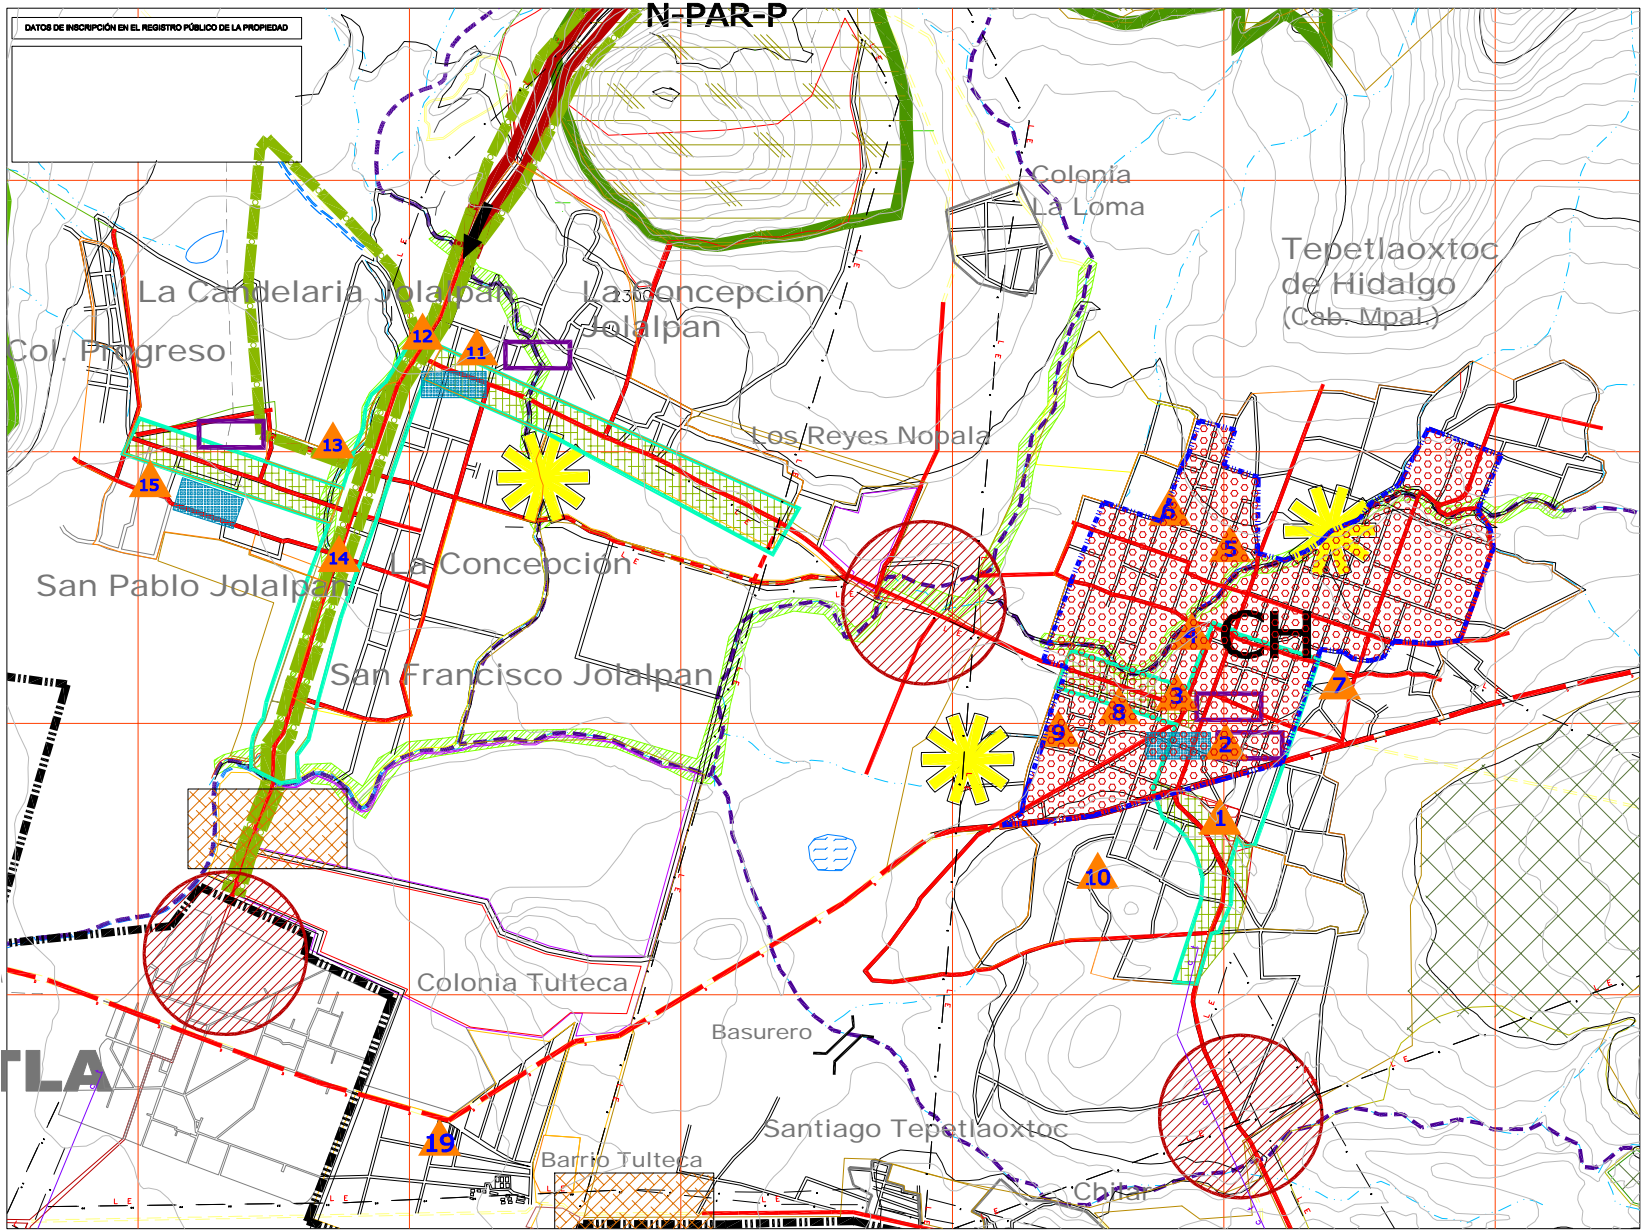 N-PAR-P
DATOS DE INSCRIPCIÓN EN EL REGISTRO PÚBLICO DE LA PROPIEDAD
Colonia
La Loma
Tepetlaoxtoc
de Hidalgo
(Cab. Mpal.)
La Candelaria Jolalpan
La Concepción
Jolalpan
2300
Col. Progreso
12
11
13
15
14
Los Reyes Nopala
La Concepción
San Pablo Jolalpan
San Francisco Jolalpan
6
5
4
CH
3
7
8
9
2
1
10
Colonia Tulteca
Basurero
TLA
19
Santiago Tepetlaoxtoc
Barrio Tulteca
Chilar
L E
L E